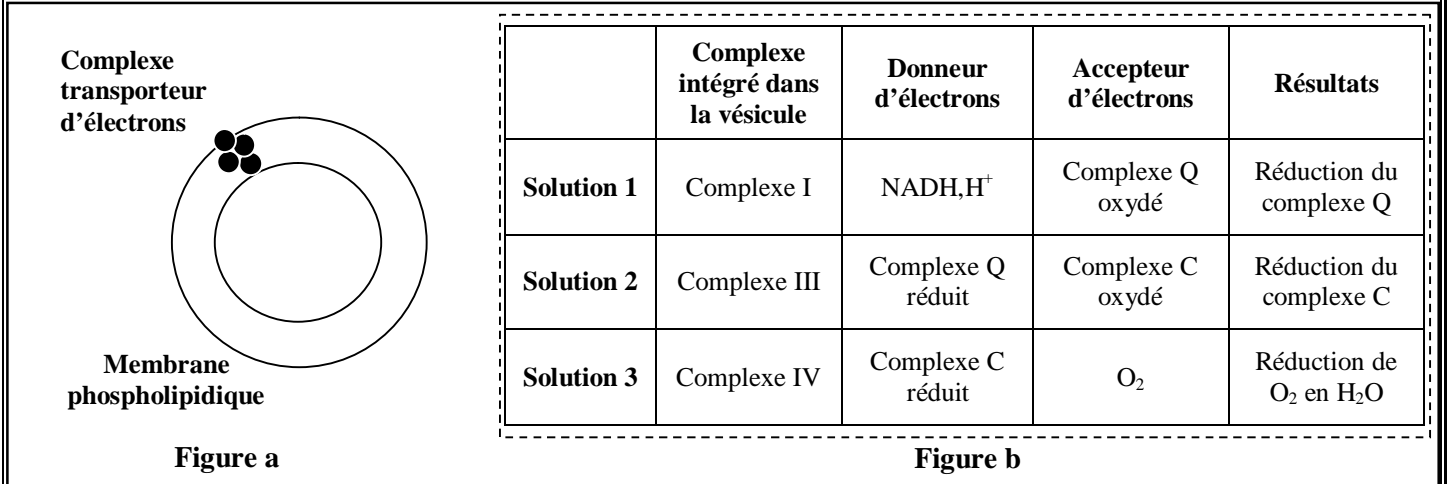 Complexe
transporteur
d'électrons
Membrane
phospholipidique
Figure a
Complexe
intégré dans
la vésicule
Donneur
d'électrons
Accepteur
d'électrons
Résultats
Solution 1
Complexe I
NADH,H⁺
Complexe Q
oxydé
Réduction du
complexe Q
Solution 2
Complexe III
Complexe Q
réduit
Complexe C
oxydé
Réduction du
complexe C
Solution 3
Complexe IV
Complexe C
réduit
O₂
Réduction de
O₂ en H₂O
Figure b